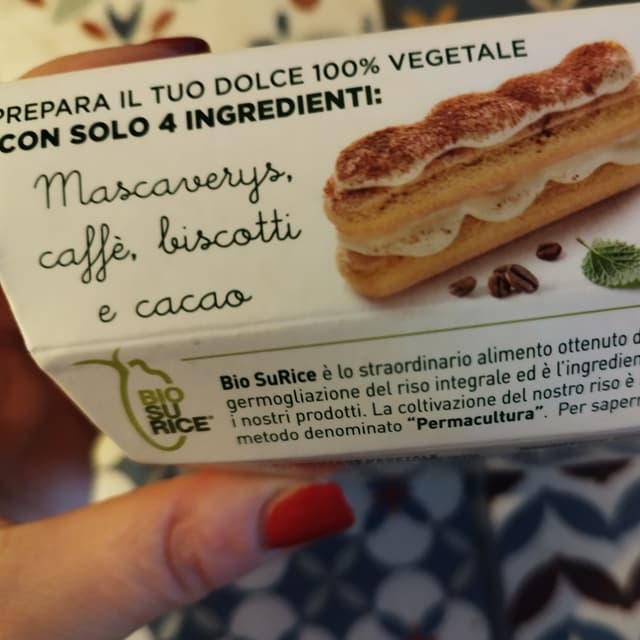 PREPARA IL TUO DOLCE 100% VEGETALE
CON SOLO 4 INGREDIENTI:
Mascaverys,
caffè, biscotti
e cacao
BIO
SU
RICE
Bio SuRice è lo straordinario alimento ottenuto
germogliazione del riso integrale ed è l'ingredien
i nostri prodotti. La coltivazione del nostro riso è
metodo denominato "Permacultura". Per saper